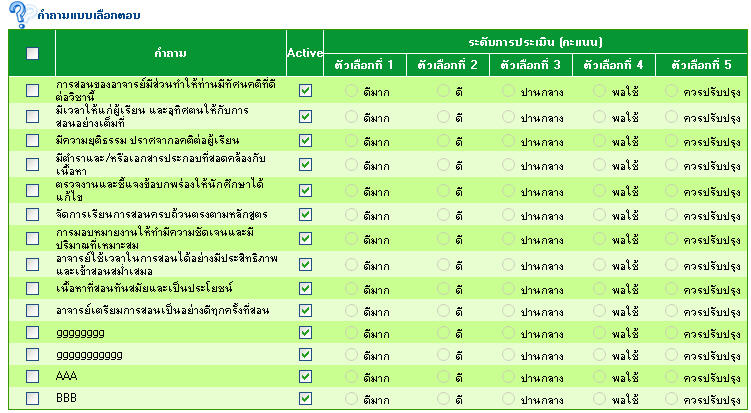 คำถามแบบเลือกตอบ
คำถาม Active ระดับการประเมิน (คะแนน)
ตัวเลือกที่ 1 ตัวเลือกที่ 2 ตัวเลือกที่ 3 ตัวเลือกที่ 4 ตัวเลือกที่ 5
การสอนของอาจารย์มีส่วนทำให้ท่านมีทัศนคติที่ดี
ต่อวิชานี้ ดีมาก ดี ปานกลาง พอใช้ ควรปรับปรุง
มีเวลาให้แก่ผู้เรียน และอุทิศตนให้กับการ
สอนอย่างเต็มที่ ดีมาก ดี ปานกลาง พอใช้ ควรปรับปรุง
มีความยุติธรรม ปราศจากอคติต่อผู้เรียน ดีมาก ดี ปานกลาง พอใช้ ควรปรับปรุง
มีตำราและ/หรือเอกสารประกอบที่สอดคล้องกับ
เนื้อหา ดีมาก ดี ปานกลาง พอใช้ ควรปรับปรุง
ตรวจงานและชี้แจงข้อบกพร่องให้นักศึกษาได้
แก้ไข ดีมาก ดี ปานกลาง พอใช้ ควรปรับปรุง
จัดการเรียนการสอนครบถ้วนตรงตามหลักสูตร ดีมาก ดี ปานกลาง พอใช้ ควรปรับปรุง
การมอบหมายงานให้ทำมีความชัดเจนและมี
ปริมาณที่เหมาะสม ดีมาก ดี ปานกลาง พอใช้ ควรปรับปรุง
อาจารย์ใช้เวลาในการสอนได้อย่างมีประสิทธิภาพ
และเข้าสอนสม่ำเสมอ ดีมาก ดี ปานกลาง พอใช้ ควรปรับปรุง
เนื้อหาที่สอนทันสมัยและเป็นประโยชน์ ดีมาก ดี ปานกลาง พอใช้ ควรปรับปรุง
อาจารย์เตรียมการสอนเป็นอย่างดีทุกครั้งที่สอน ดีมาก ดี ปานกลาง พอใช้ ควรปรับปรุง
gggggggg ดีมาก ดี ปานกลาง พอใช้ ควรปรับปรุง
ggggggggggg ดีมาก ดี ปานกลาง พอใช้ ควรปรับปรุง
AAA ดีมาก ดี ปานกลาง พอใช้ ควรปรับปรุง
BBB ดีมาก ดี ปานกลาง พอใช้ ควรปรับปรุง